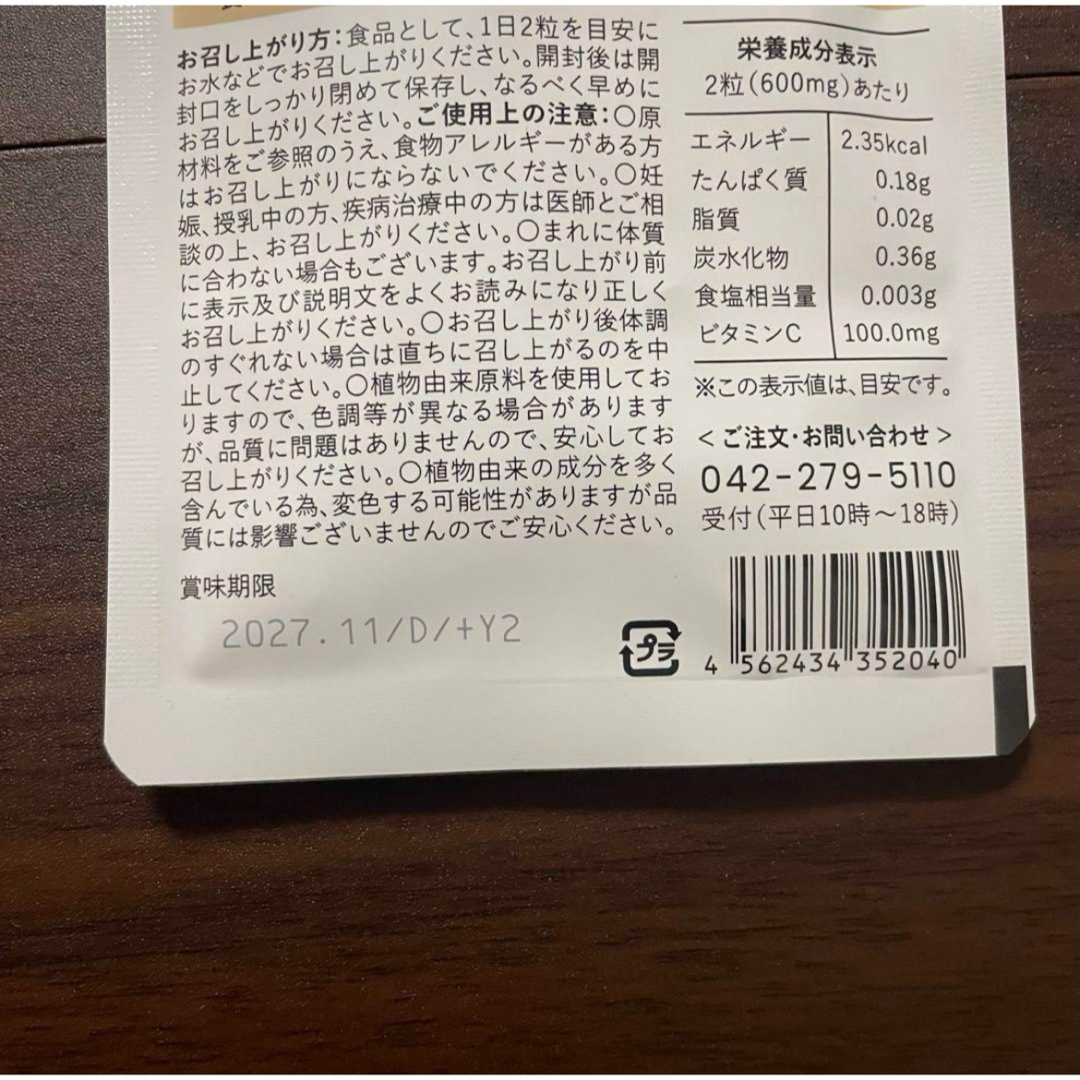 お召し上がり方：食品として、1日2粒を目安に
お水などでお召し上がりください。開封後は開
封口をしっかり閉めて保存し、なるべく早めに
お召し上がりください。ご使用上の注意：〇原
材料をご参照のうえ、食物アレルギーがある方
はお召し上がりにならないでください。〇妊
娠、授乳中の方、疾病治療中の方は医師とご相
談の上、お召し上がりください。〇まれに体質
に合わない場合もございます。お召し上がり前
に表示及び説明文をよくお読みになり正しく
お召し上がりください。〇お召し上がり後体調
のすぐれない場合は直ちに召し上がるのを中
止してください。〇植物由来原料を使用してお
りますので、色調等が異なる場合があります
が、品質に問題はありませんので、安心してお
召し上がりください。〇植物由来の成分を多く
含んでいる為、変色する可能性がありますが品
質には影響ございませんのでご安心ください。
賞味期限
2027.11/D/+Y2
プラ
栄養成分表示
2粒(600mg)あたり
エネルギー 2.35kcal
たんぱく質 0.18g
脂質 0.02g
炭水化物 0.36g
食塩相当量 0.003g
ビタミンC 100.0mg
※この表示値は、目安です。
＜ご注文・お問い合わせ＞
042-279-5110
受付(平日10時～18時)
4 562434 352040